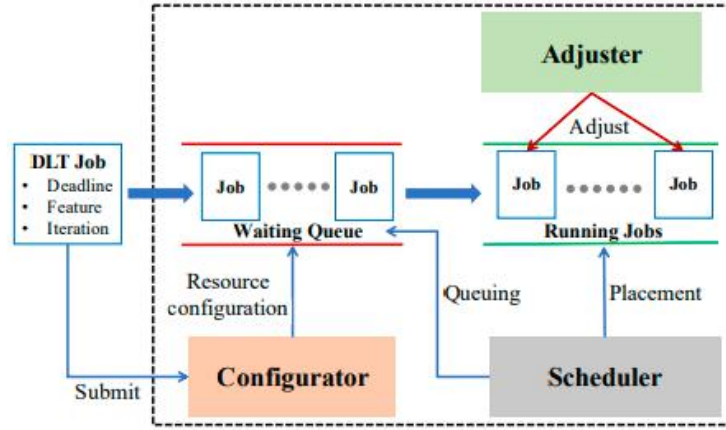 Adjuster
Adjust
DLT Job
• Deadline
• Feature
• Iteration
Job
Job
Waiting Queue
Job
Job
Running Jobs
Resource
configuration
Queuing
Placement
Submit
Configurator
Scheduler